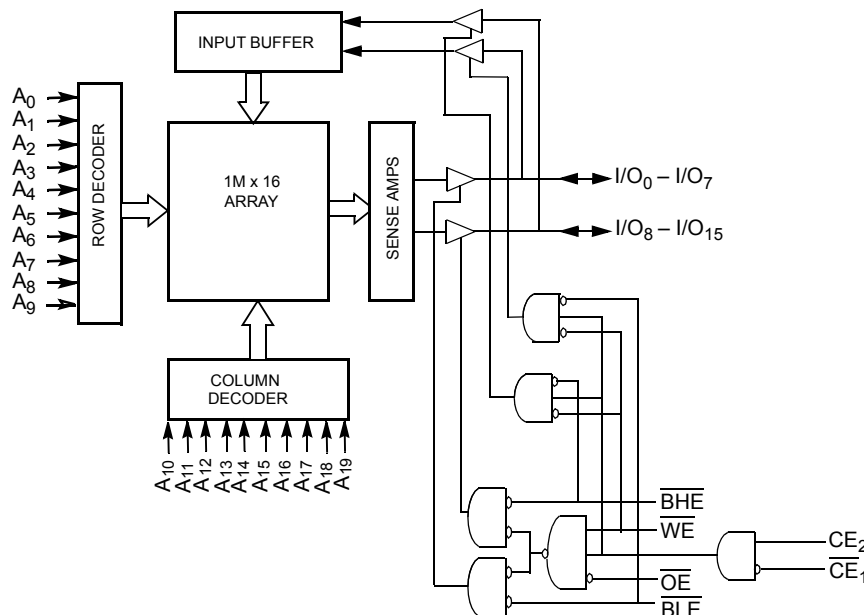 INPUT BUFFER
A0
A1
A2
A3
A4
A5
A6
A7
A8
A9
ROW DECODER
1M x 16
ARRAY
SENSE AMPS
I/O0 – I/O7
I/O8 – I/O15
COLUMN
DECODER
A10
A11
A12
A13
A14
A15
A16
A17
A18
A19
BHE
WE
CE2
CE1
OE
BLE